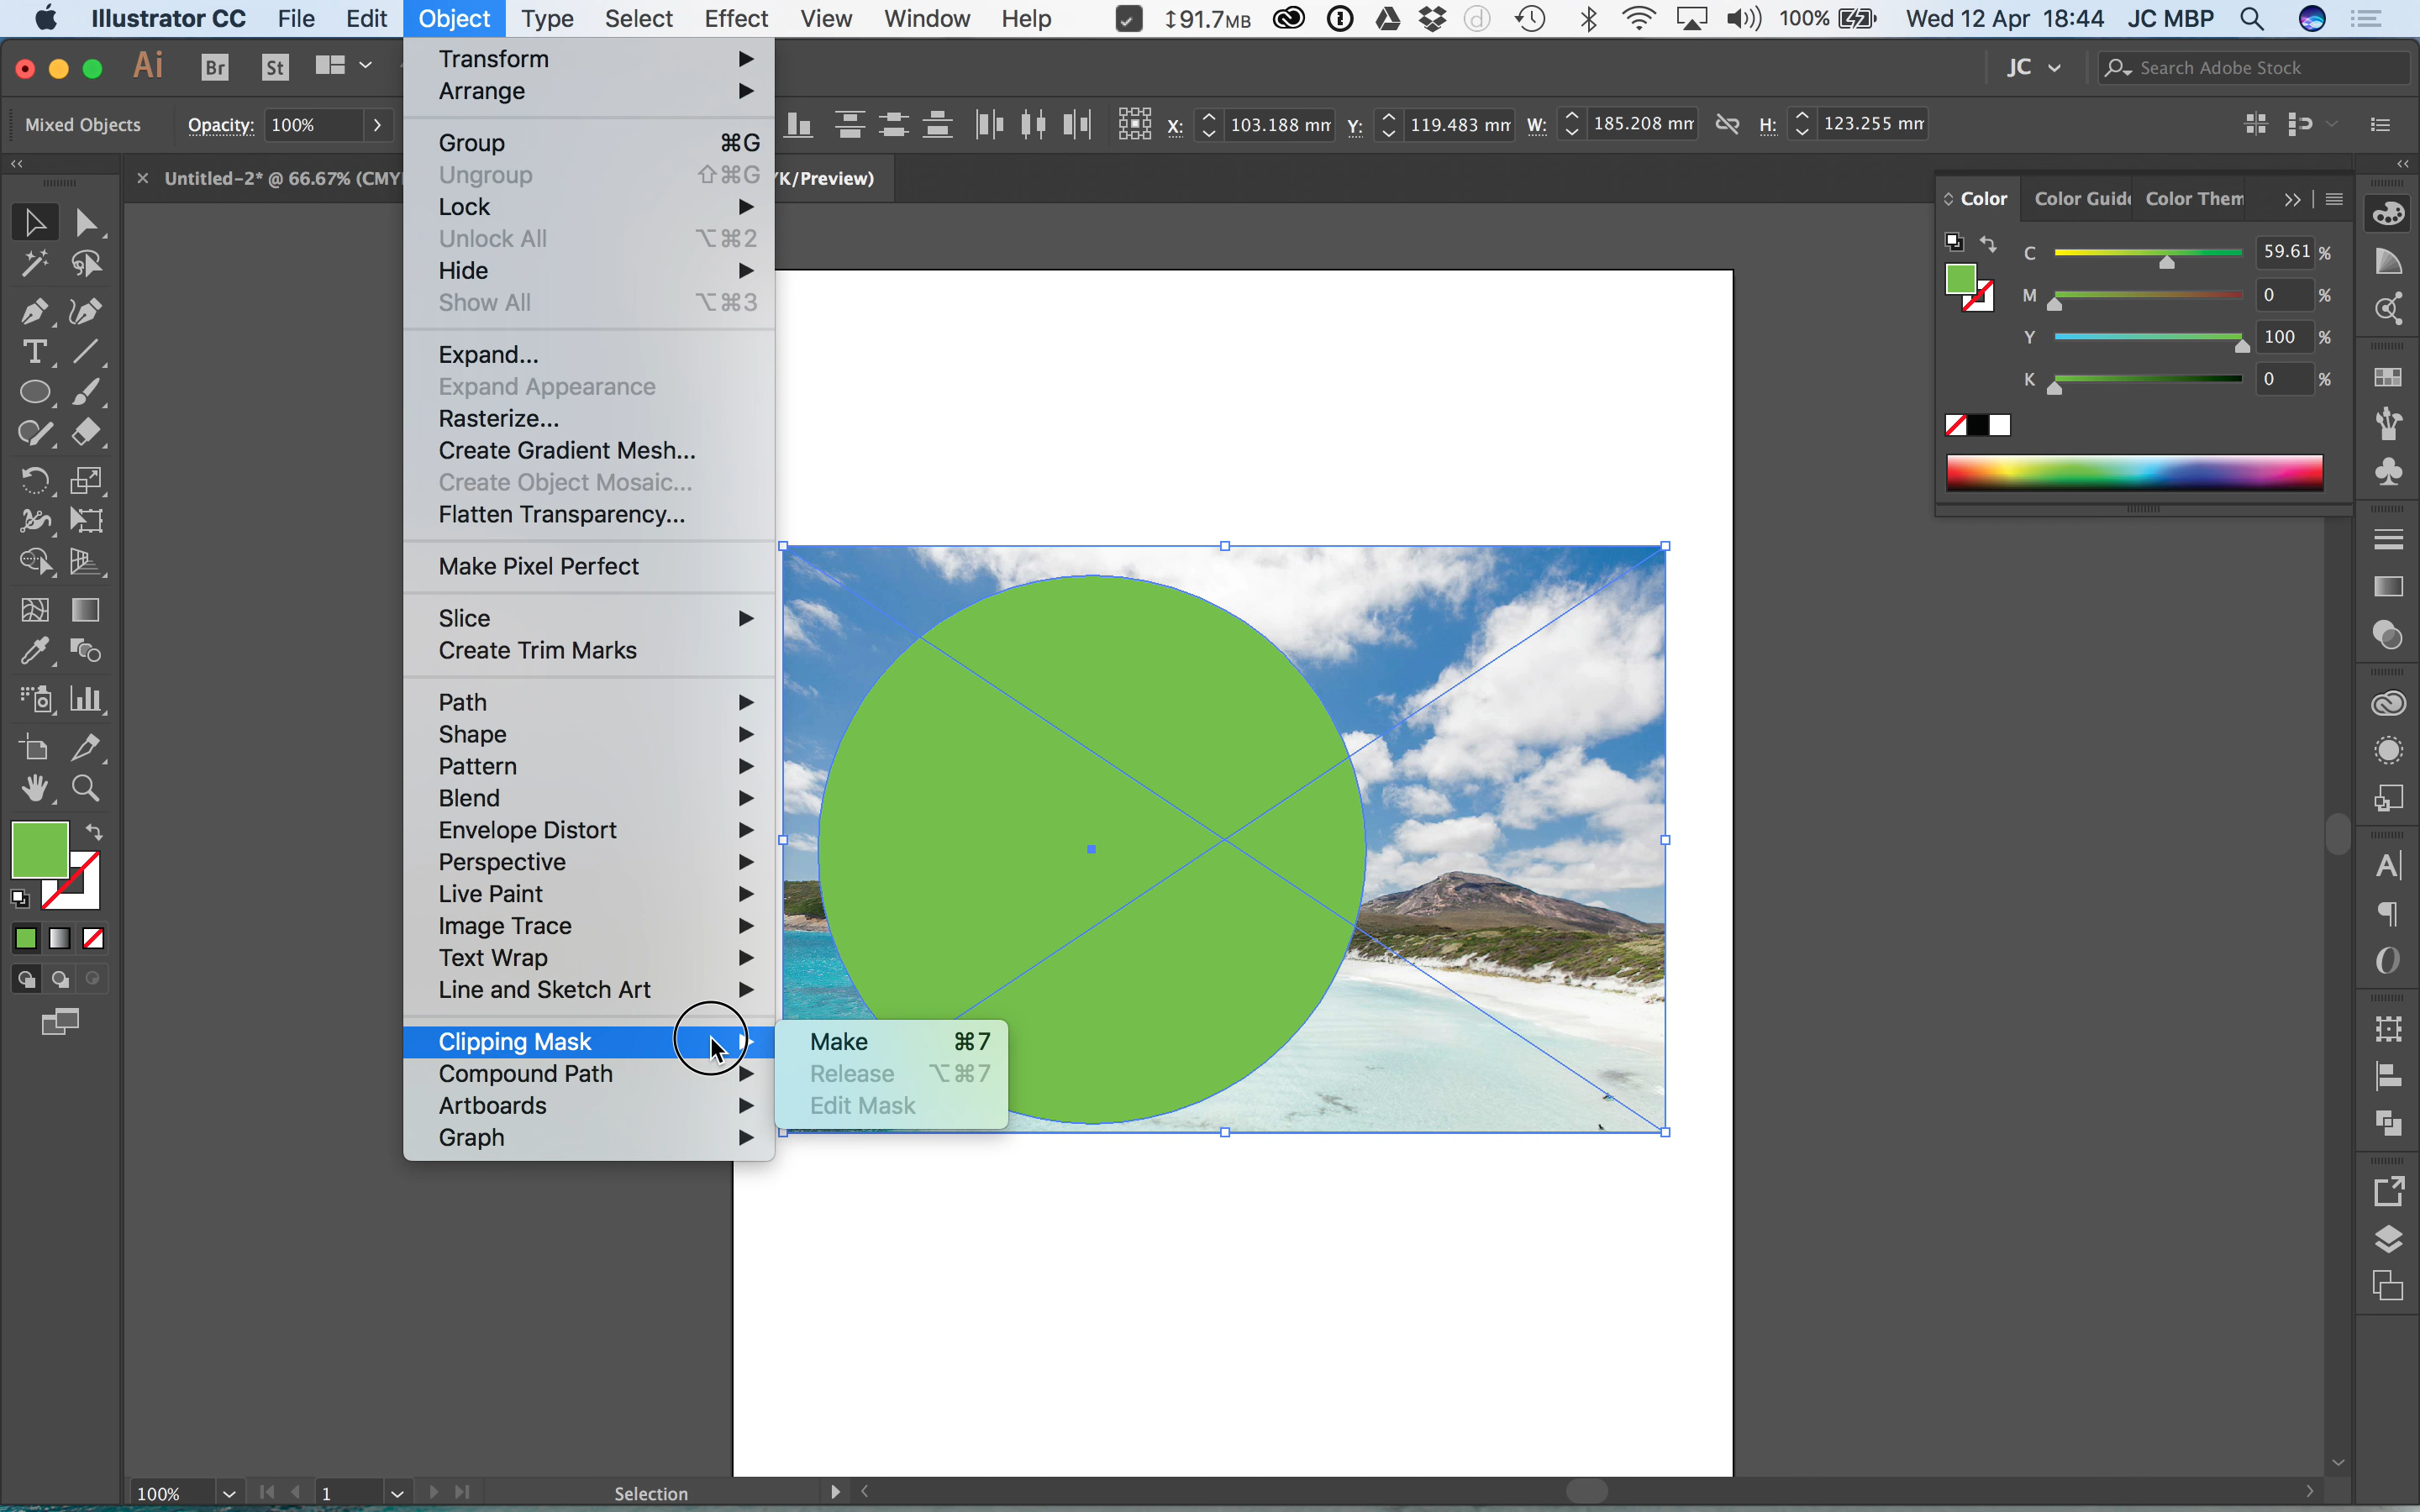 Illustrator CC File Edit Object Type Select Effect View Window Help 91.7MB 100% Wed 12 Apr 18:44 JC MBP
Ai Br St JC Search Adobe Stock
Mixed Objects Opacity: 100% X: 103.188 mm Y: 119.483 mm W: 185.208 mm H: 123.255 mm
Untitled-2* @ 66.67% (CMY K/Preview)
Transform
Arrange
Group ⌘G
Ungroup ⇧⌘G
Lock
Unlock All ⌥⌘2
Hide
Show All ⌥⌘3
Expand...
Expand Appearance
Rasterize...
Create Gradient Mesh...
Create Object Mosaic...
Flatten Transparency...
Make Pixel Perfect
Slice
Create Trim Marks
Path
Shape
Pattern
Blend
Envelope Distort
Perspective
Live Paint
Image Trace
Text Wrap
Line and Sketch Art
Clipping Mask
Compound Path
Artboards
Graph
Make ⌘7
Release ⌥⌘7
Edit Mask
Color Color Guid Color Them
C 59.61 %
M 0 %
Y 100 %
K 0 %
100% 1 Selection